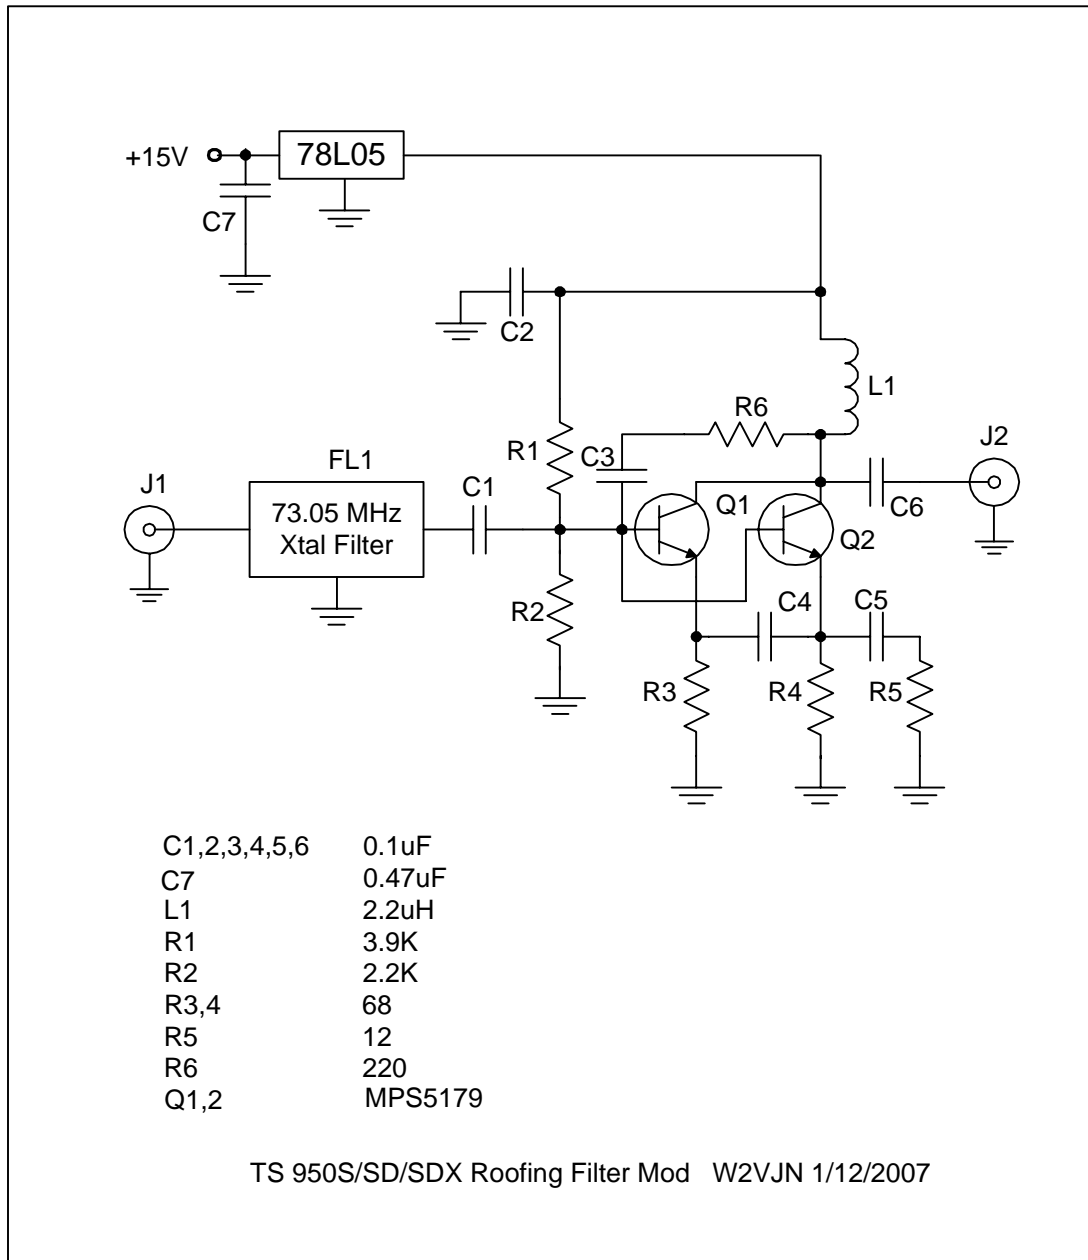 +15V
78L05
C7
C2
L1
R6
R1
C3
J2
FL1
J1
C1
Q1
C6
73.05 MHz
Xtal Filter
Q2
R2
C4
C5
R3
R4
R5
C1,2,3,4,5,6 0.1uF
C7 0.47uF
L1 2.2uH
R1 3.9K
R2 2.2K
R3,4 68
R5 12
R6 220
Q1,2 MPS5179
TS 950S/SD/SDX Roofing Filter Mod W2VJN 1/12/2007